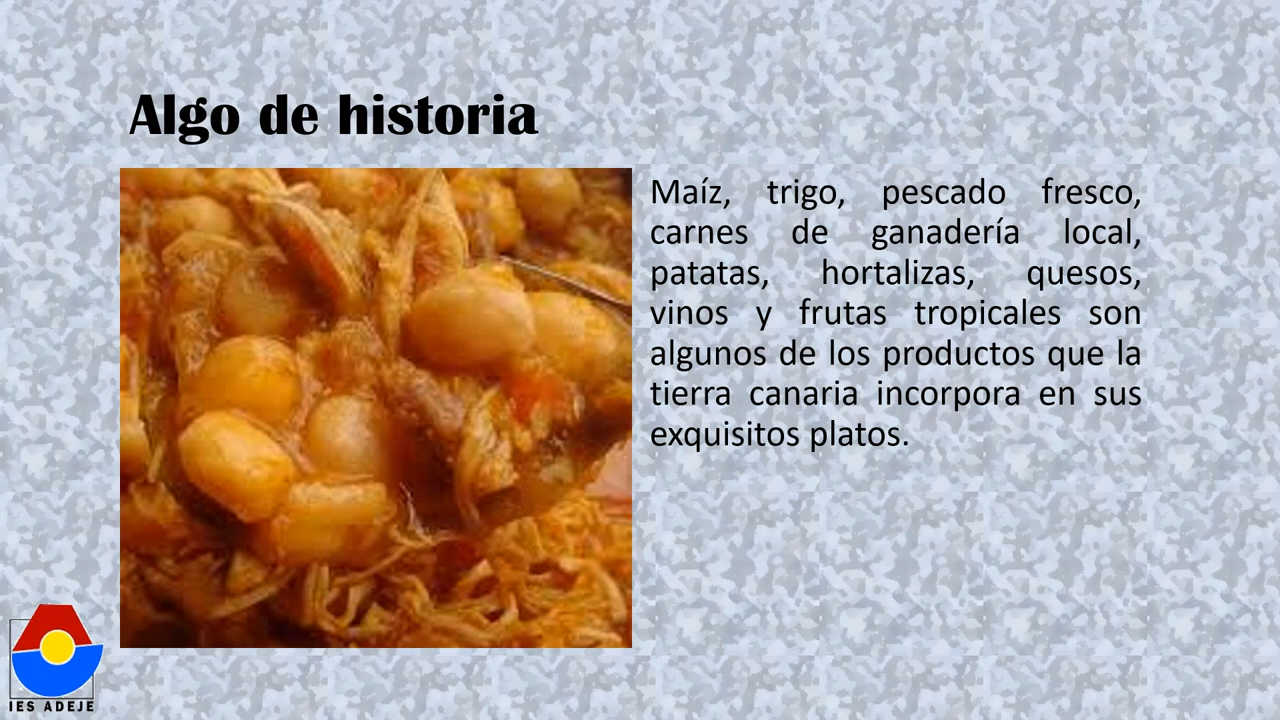 Algo de historia
Maíz, trigo, pescado fresco,
carnes de ganadería local,
patatas, hortalizas, quesos,
vinos y frutas tropicales son
algunos de los productos que la
tierra canaria incorpora en sus
exquisitos platos.
IES ADEJE